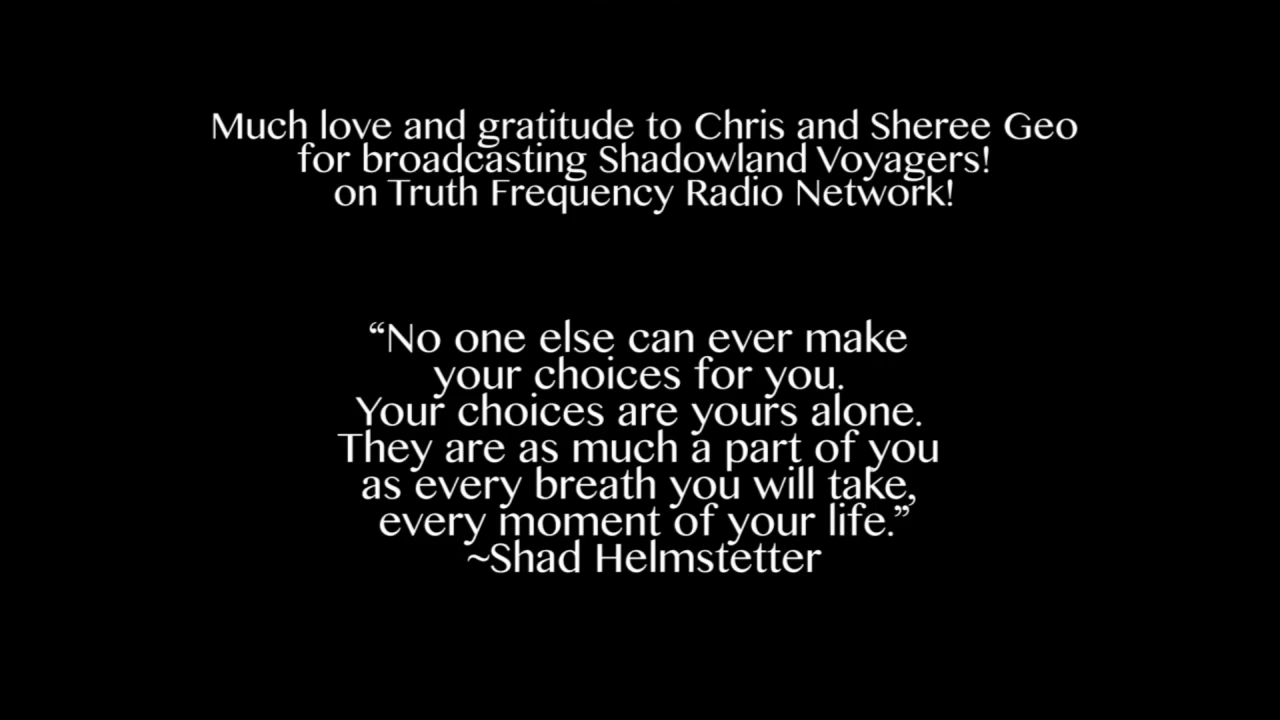 Much love and gratitude to Chris and Sheree Geo
for broadcasting Shadowland Voyagers!
on Truth Frequency Radio Network!
“No one else can ever make
your choices for you.
Your choices are yours alone.
They are as much a part of you
as every breath you will take,
every moment of your life.”
~Shad Helmstetter